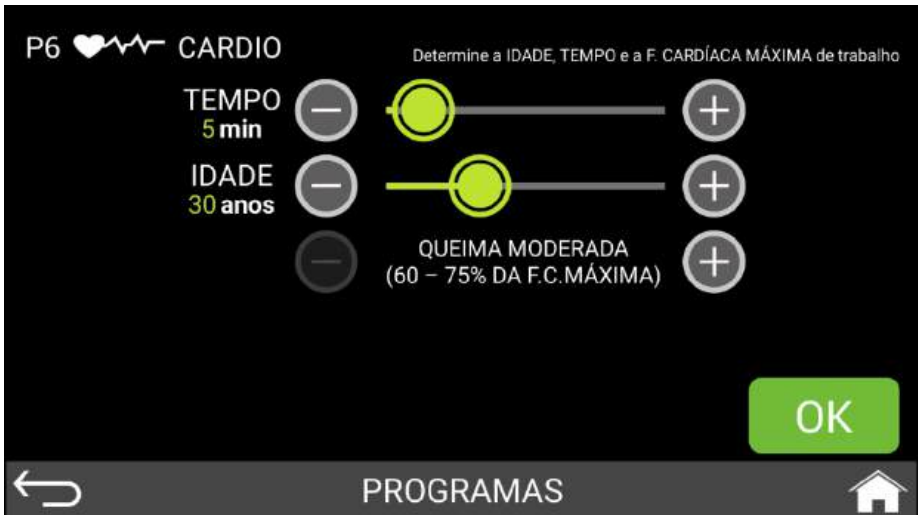 P6 CARDIO
Determine a IDADE, TEMPO e a F. CARDÍACA MÁXIMA de trabalho
TEMPO
5 min
IDADE
30 anos
QUEIMA MODERADA
(60 – 75% DA F.C.MÁXIMA)
OK
PROGRAMAS